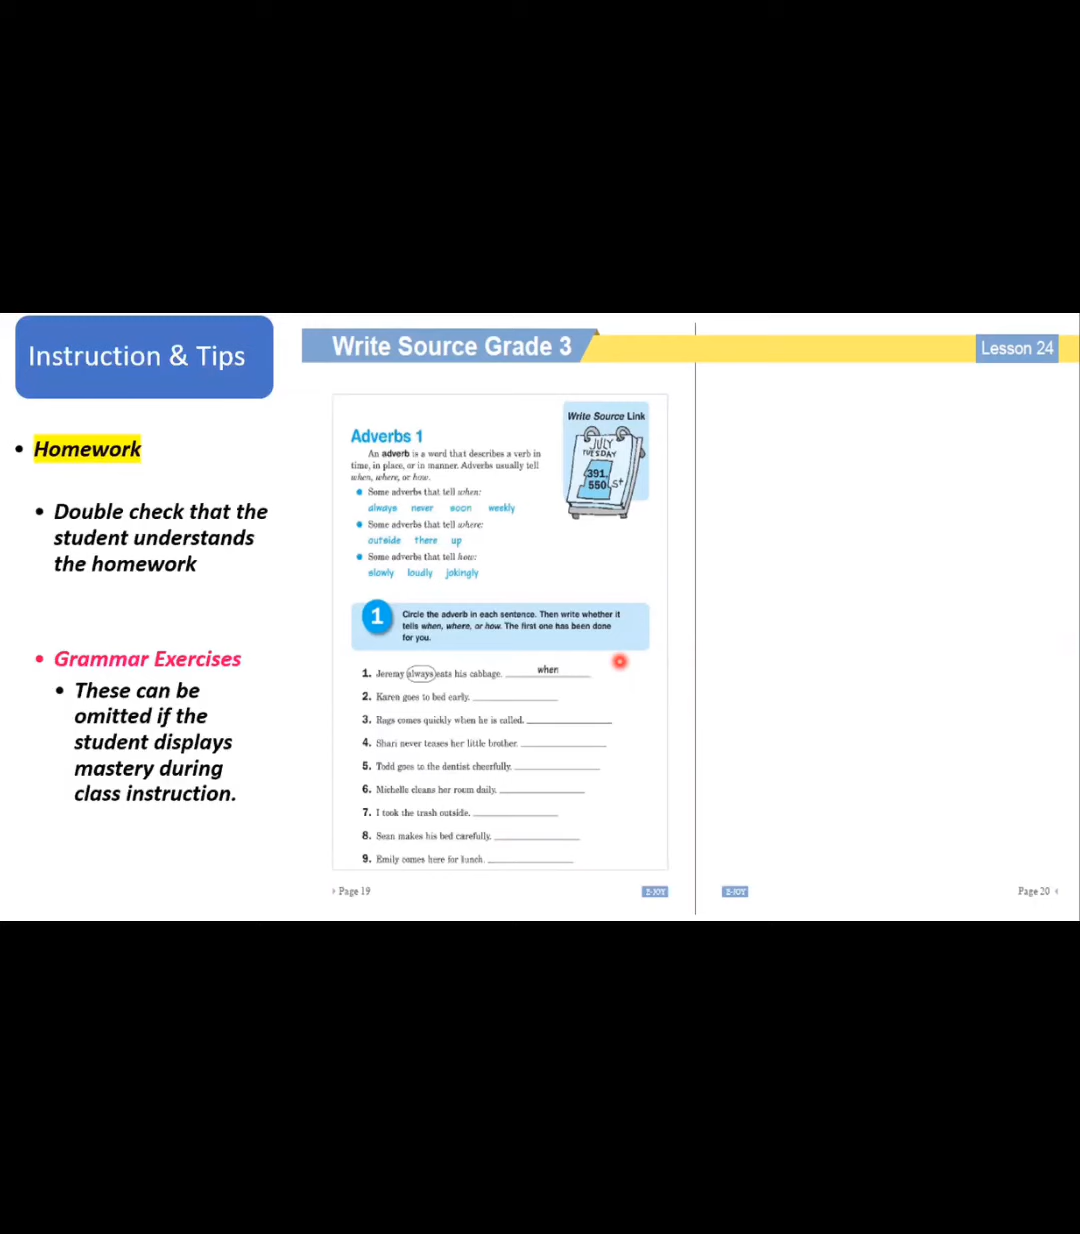 Instruction & Tips
• Homework
• Double check that the
student understands
the homework
• Grammar Exercises
• These can be
omitted if the
student displays
mastery during
class instruction.
Write Source Grade 3
Lesson 24
Write Source Link
JULY
TUESDAY
391.
550.
Adverbs 1
An adverb is a word that describes a verb in
time, in place, or in manner. Adverbs usually tell
when, where, or how.
• Some adverbs that tell when:
always never soon weekly
• Some adverbs that tell where:
outside there up
• Some adverbs that tell how:
slowly loudly jokingly
1
Circle the adverb in each sentence. Then write whether it
tells when, where, or how. The first one has been done
for you.
1. Jeremy always eats his cabbage. when
2. Karen goes to bed early.
3. Rags comes quickly when he is called.
4. Shari never teases her little brother.
5. Todd goes to the dentist cheerfully.
6. Michelle cleans her room daily.
7. I took the trash outside.
8. Sean makes his bed carefully.
9. Emily comes here for lunch.
Page 19
E-JOY
E-JOY
Page 20